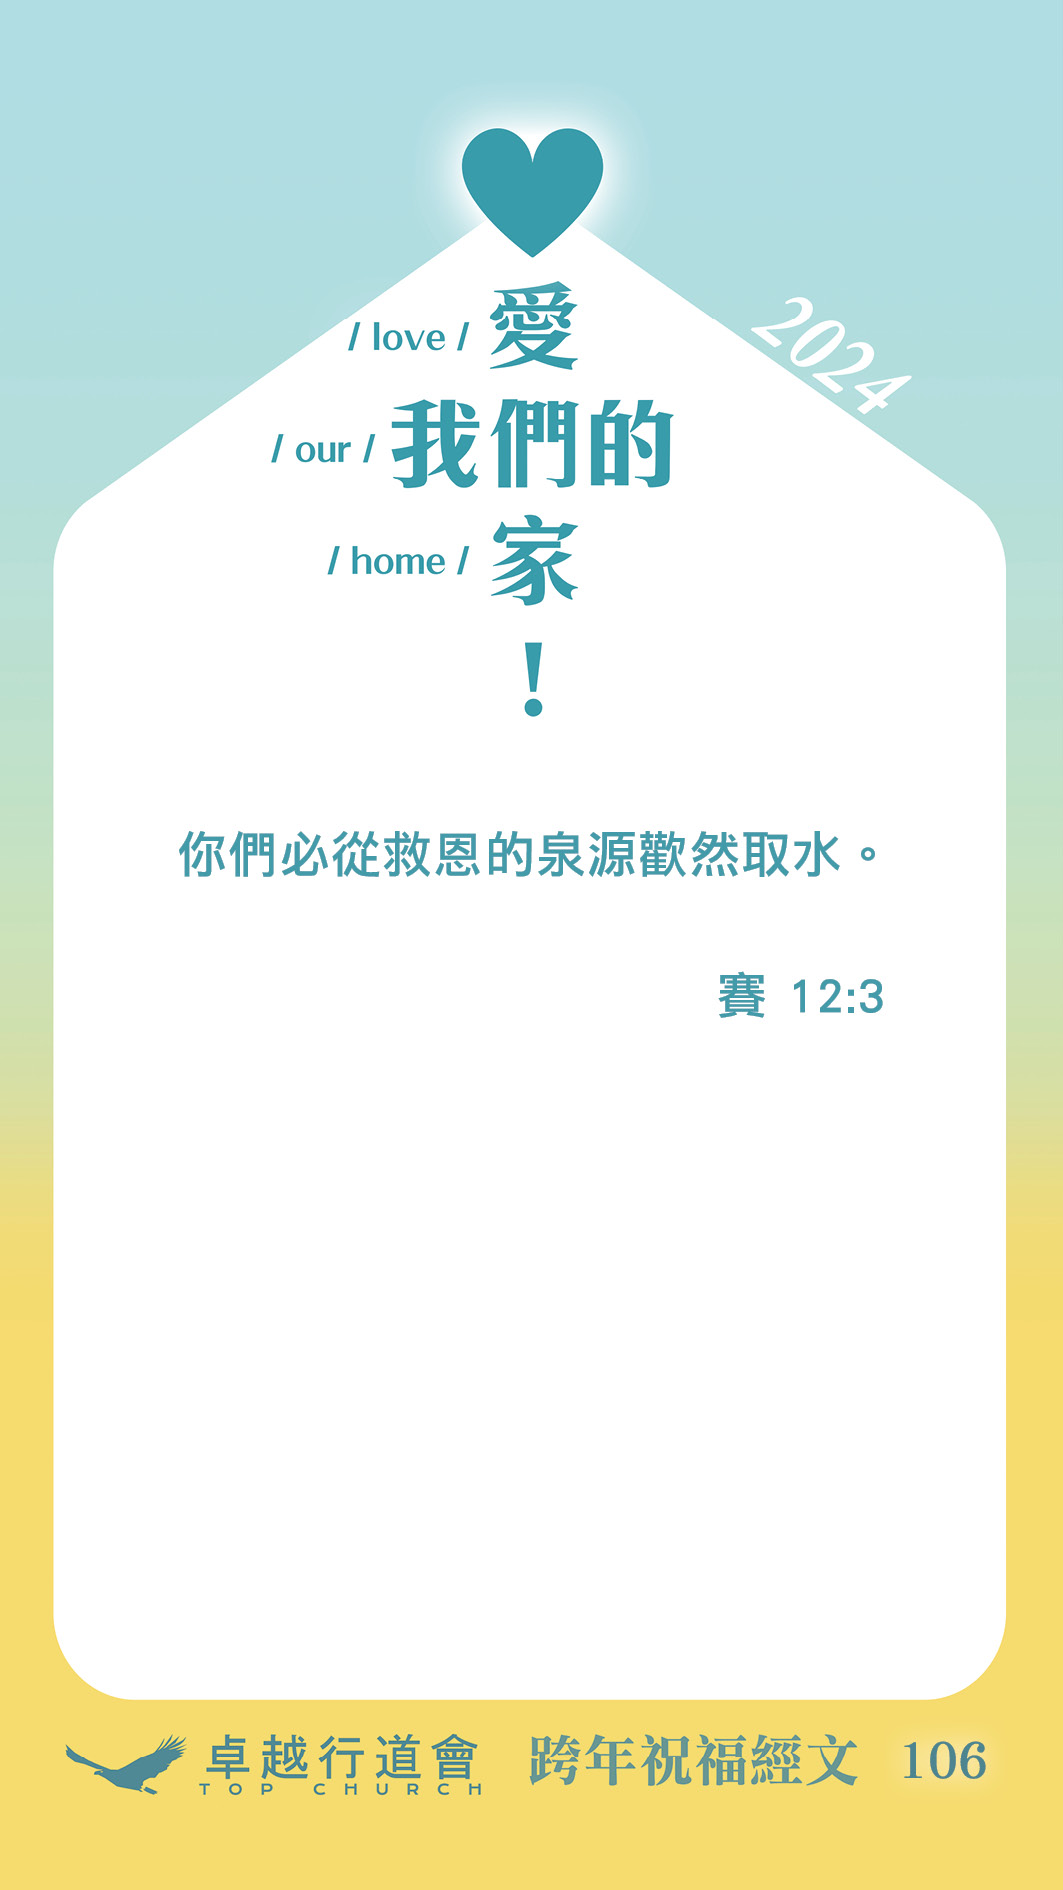 2024
/ love / 愛
/ our / 我們的
/ home / 家
!
你們必從救恩的泉源歡然取水。
賽 12:3
卓越行道會
TOP CHURCH
跨年祝福經文 106